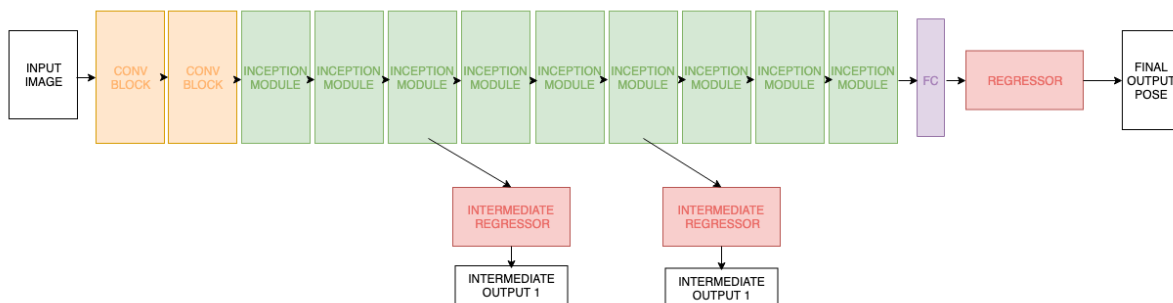 INPUT
IMAGE
CONV
BLOCK
CONV
BLOCK
INCEPTION
MODULE
INCEPTION
MODULE
INCEPTION
MODULE
INCEPTION
MODULE
INCEPTION
MODULE
INCEPTION
MODULE
INCEPTION
MODULE
INCEPTION
MODULE
INCEPTION
MODULE
FC
REGRESSOR
FINAL
OUTPUT
POSE
INTERMEDIATE
REGRESSOR
INTERMEDIATE
REGRESSOR
INTERMEDIATE
OUTPUT 1
INTERMEDIATE
OUTPUT 1